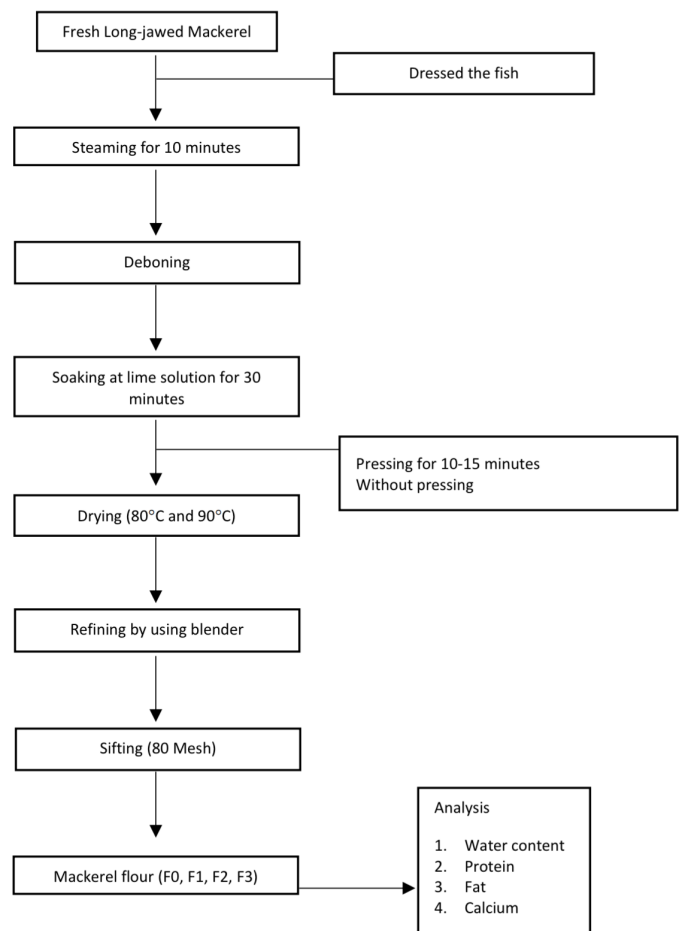 Fresh Long-jawed Mackerel
Dressed the fish
Steaming for 10 minutes
Deboning
Soaking at lime solution for 30
minutes
Pressing for 10-15 minutes
Without pressing
Drying (80°C and 90°C)
Refining by using blender
Sifting (80 Mesh)
Mackerel flour (F0, F1, F2, F3)
Analysis
1. Water content
2. Protein
3. Fat
4. Calcium